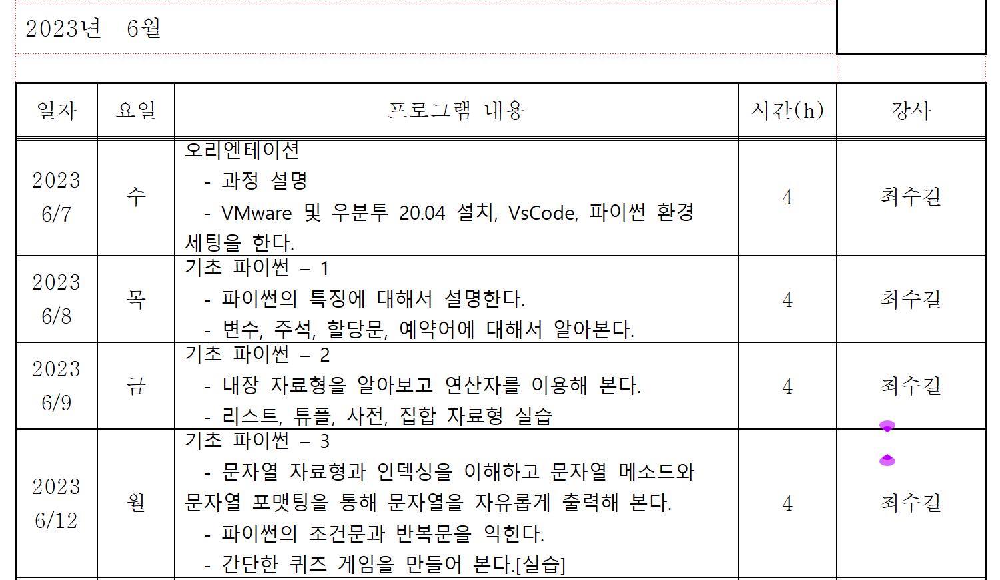 2023년 6월
일자 요일 프로그램 내용 시간(h) 강사
2023
6/7
수
오리엔테이션
- 과정 설명
- VMware 및 우분투 20.04 설치, VsCode, 파이썬 환경
세팅을 한다.
4
최수길
2023
6/8
목
기초 파이썬 – 1
- 파이썬의 특징에 대해서 설명한다.
- 변수, 주석, 할당문, 예약어에 대해서 알아본다.
4
최수길
2023
6/9
금
기초 파이썬 – 2
- 내장 자료형을 알아보고 연산자를 이용해 본다.
- 리스트, 튜플, 사전, 집합 자료형 실습
4
최수길
2023
6/12
월
기초 파이썬 – 3
- 문자열 자료형과 인덱싱을 이해하고 문자열 메소드와
문자열 포맷팅을 통해 문자열을 자유롭게 출력해 본다.
- 파이썬의 조건문과 반복문을 익힌다.
- 간단한 퀴즈 게임을 만들어 본다.[실습]
4
최수길